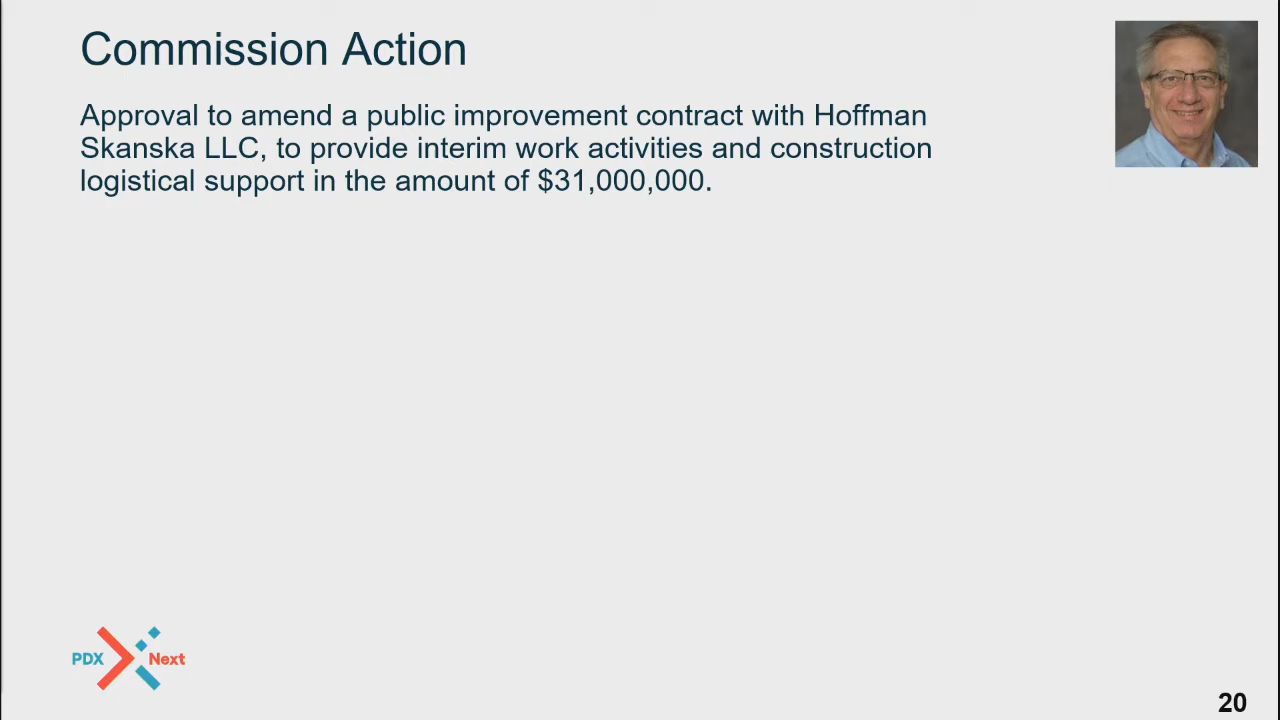 Commission Action
Approval to amend a public improvement contract with Hoffman
Skanska LLC, to provide interim work activities and construction
logistical support in the amount of $31,000,000.
PDX Next
20